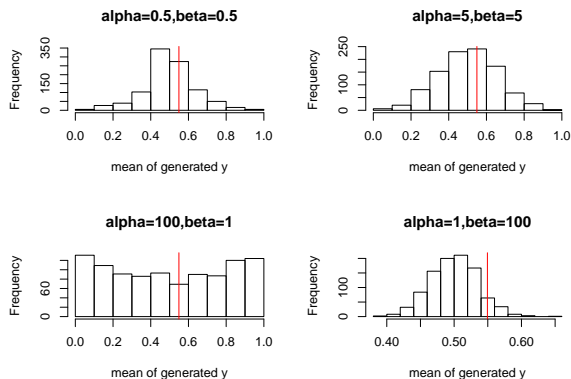 alpha=0.5,beta=0.5
Frequency
0 150 350
0.0 0.2 0.4 0.6 0.8 1.0
mean of generated y
alpha=5,beta=5
Frequency
0 100 250
0.0 0.2 0.4 0.6 0.8 1.0
mean of generated y
alpha=100,beta=1
Frequency
0 60
0.0 0.2 0.4 0.6 0.8 1.0
mean of generated y
alpha=1,beta=100
Frequency
0 100
0.40 0.50 0.60
mean of generated y